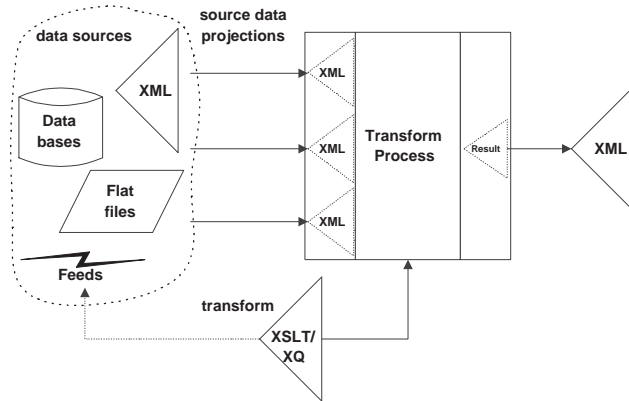 data sources
source data
projections
XML
Data
bases
Flat
files
Feeds
XML
XML
XML
Transform
Process
Result
XML
transform
XSLT/
XQ